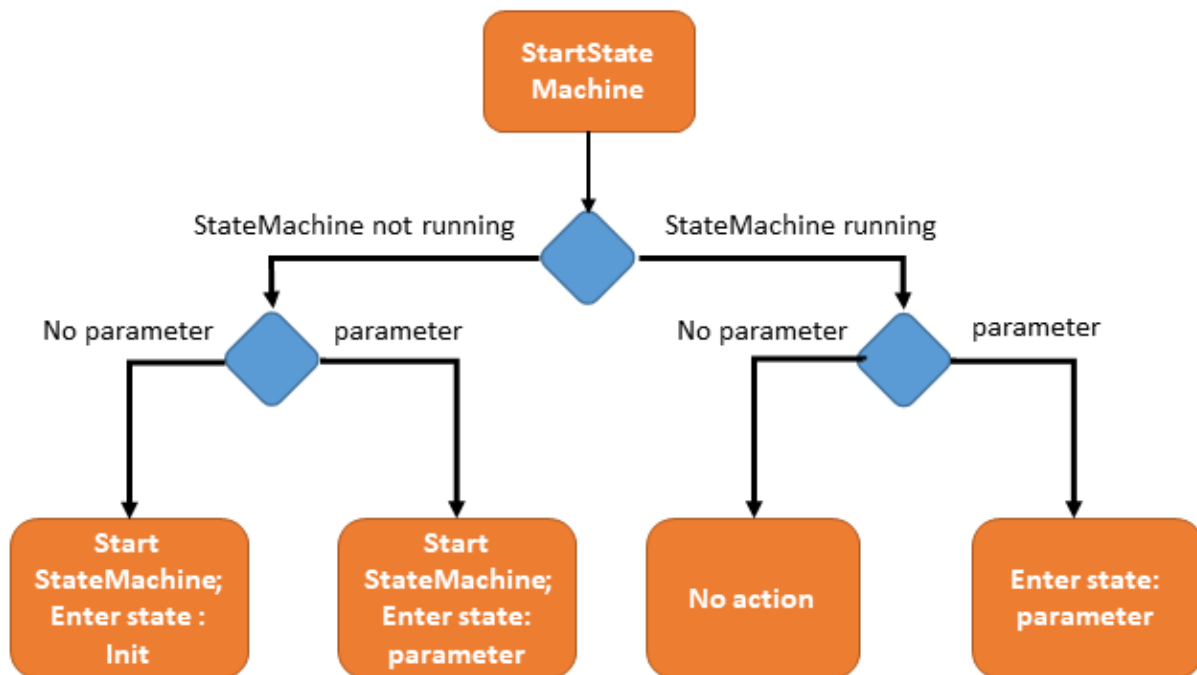 StartState
Machine
StateMachine not running
StateMachine running
No parameter
parameter
No parameter
parameter
Start
StateMachine;
Enter state :
Init
Start
StateMachine;
Enter state:
parameter
No action
Enter state:
parameter